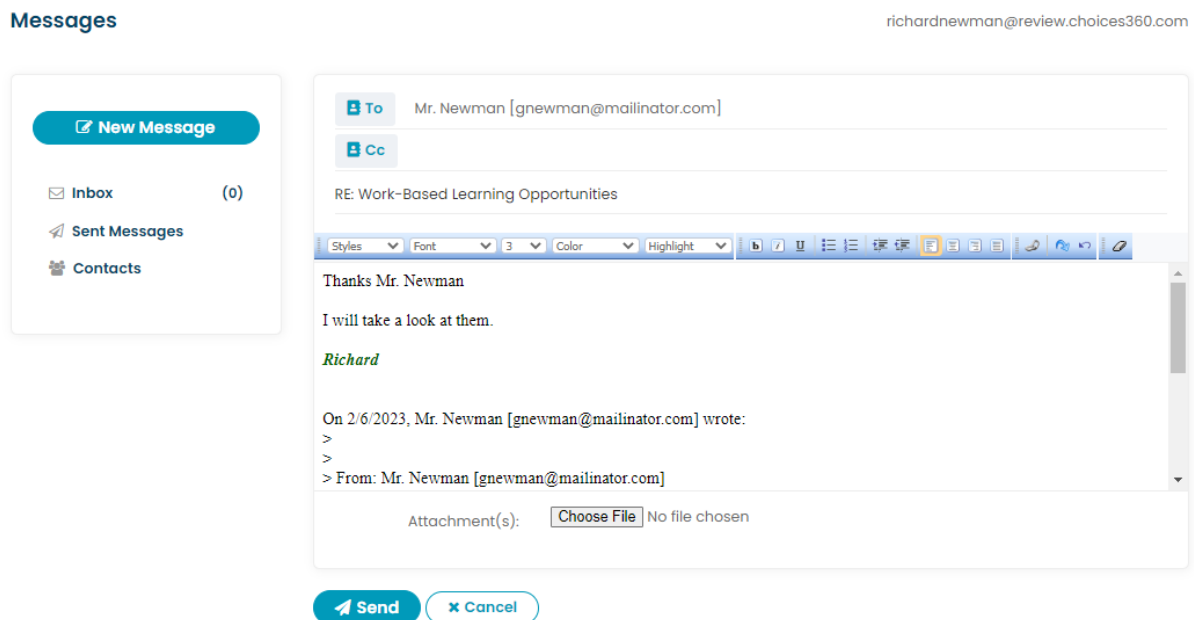 Messages
richardnewman@review.choices360.com
New Message
Inbox (0)
Sent Messages
Contacts
To Mr. Newman [gnewman@mailinator.com]
Cc
RE: Work-Based Learning Opportunities
Styles Font 3 Color Highlight b I U
Thanks Mr. Newman
I will take a look at them.
Richard
On 2/6/2023, Mr. Newman [gnewman@mailinator.com] wrote:
>
>
> From: Mr. Newman [gnewman@mailinator.com]
Attachment(s): Choose File No file chosen
Send Cancel